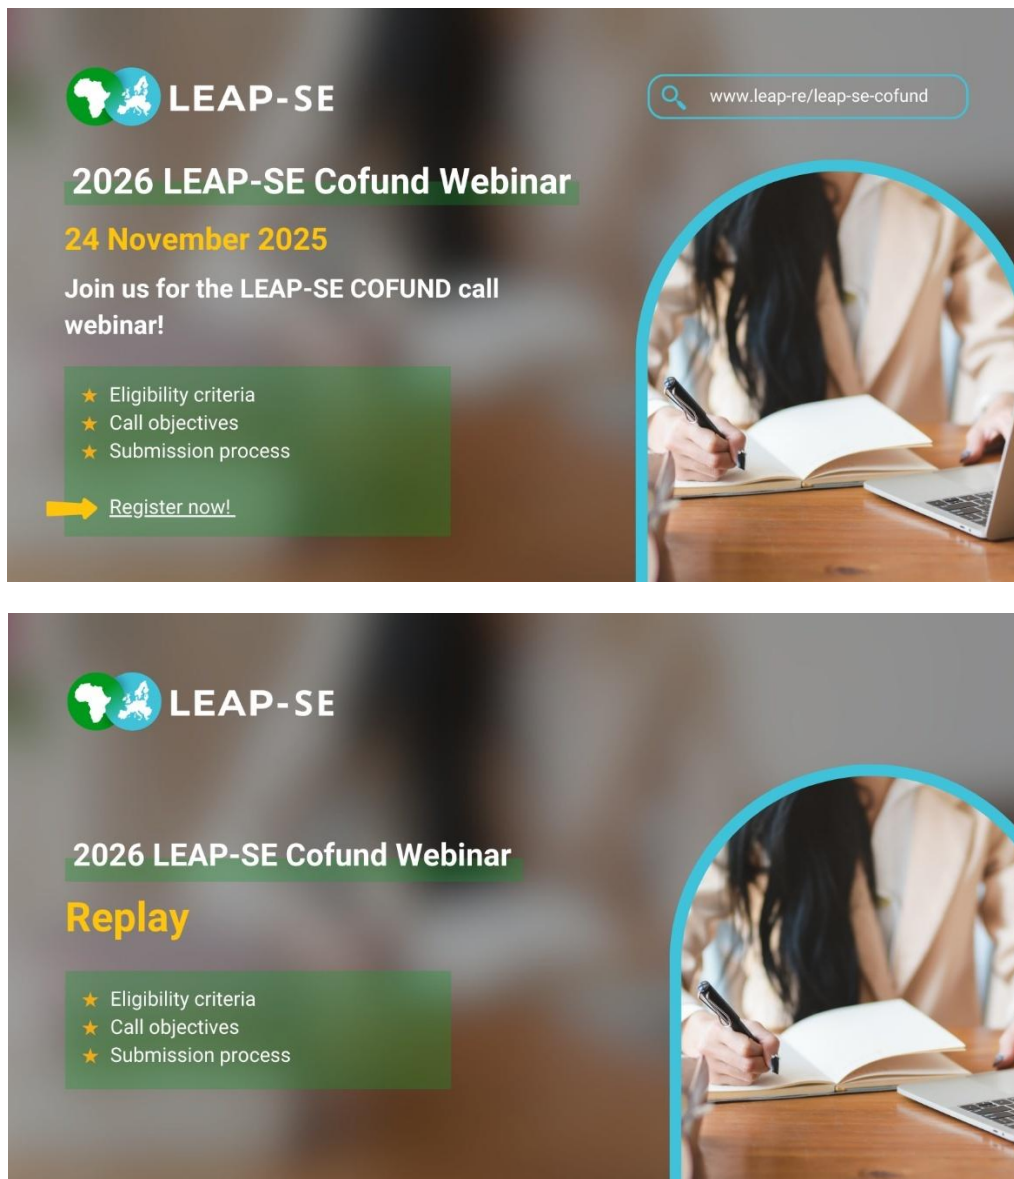 LEAP-SE
www.leap-re/leap-se-cofund
2026 LEAP-SE Cofund Webinar
24 November 2025
Join us for the LEAP-SE COFUND call
webinar!
Eligibility criteria
Call objectives
Submission process
Register now!
LEAP-SE
2026 LEAP-SE Cofund Webinar
Replay
Eligibility criteria
Call objectives
Submission process